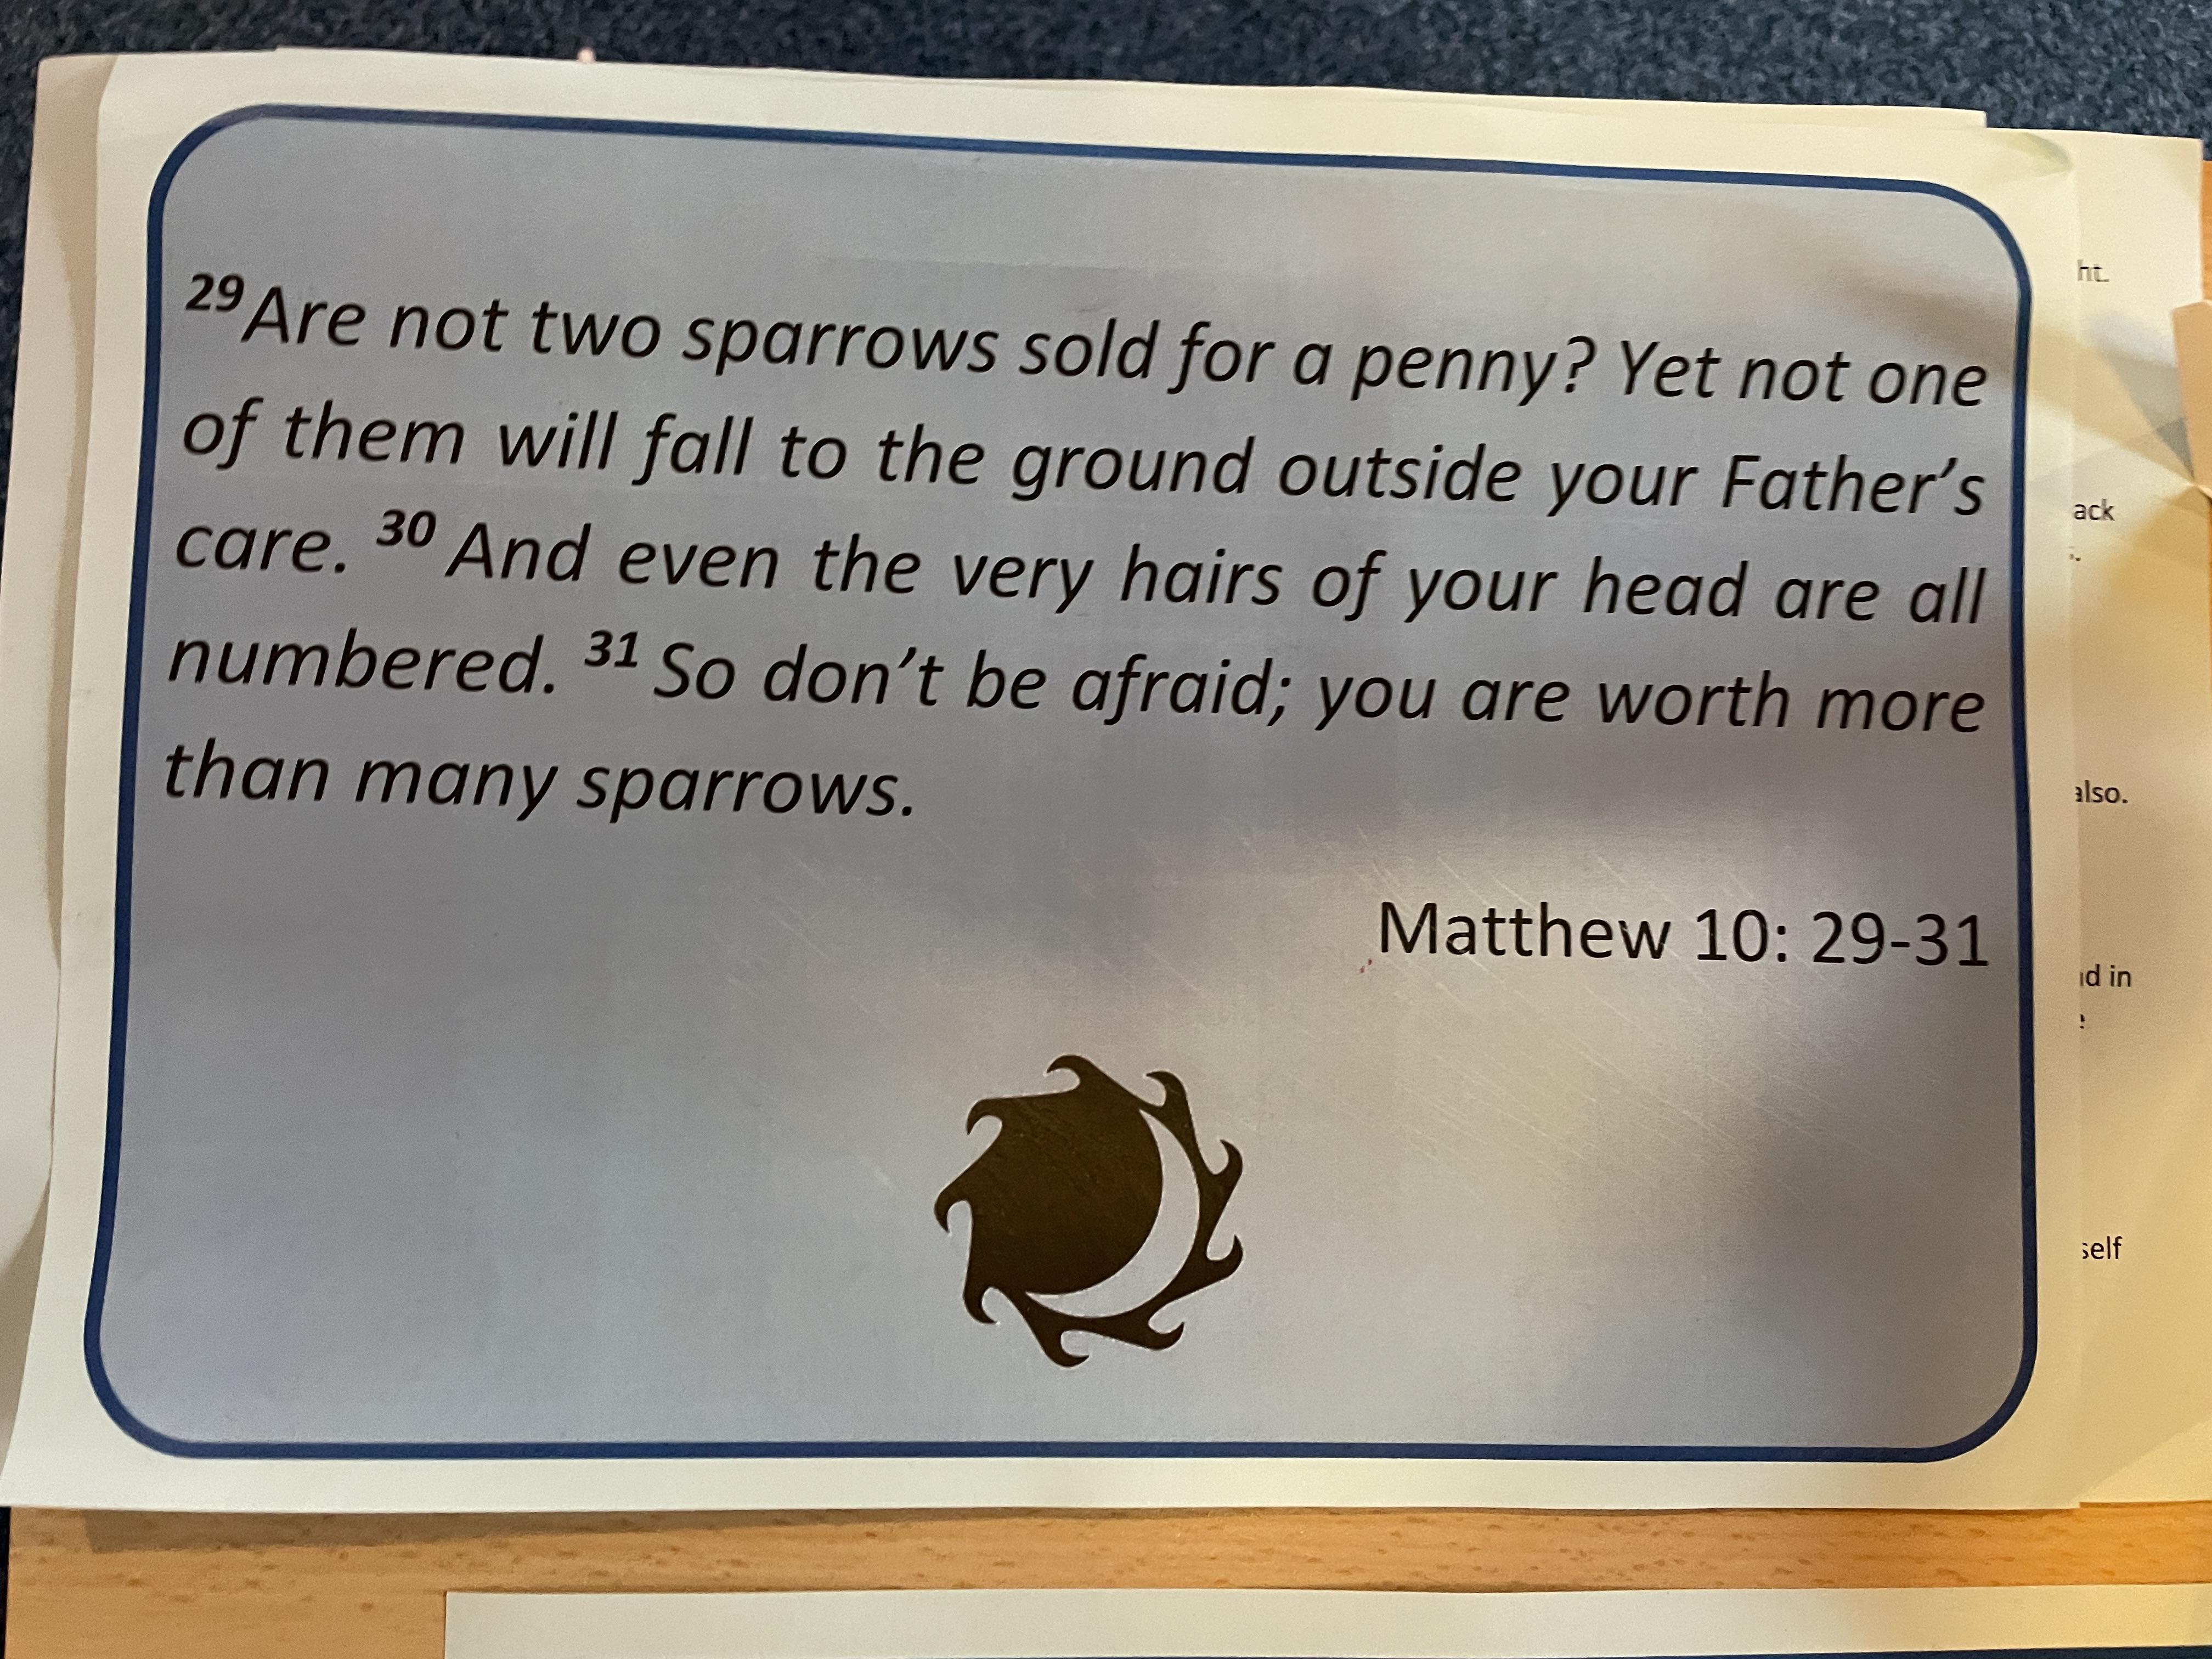 ²⁹Are not two sparrows sold for a penny? Yet not one
of them will fall to the ground outside your Father’s
care. ³⁰ And even the very hairs of your head are all
numbered. ³¹ So don’t be afraid; you are worth more
than many sparrows.
Matthew 10: 29-31
ht.
ack
also.
d in
self